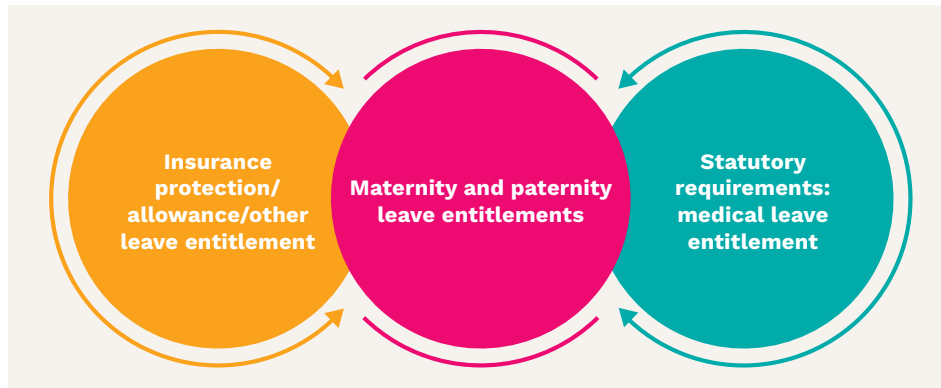 Insurance
protection/
allowance/other
leave entitlement
Maternity and paternity
leave entitlements
Statutory
requirements:
medical leave
entitlement